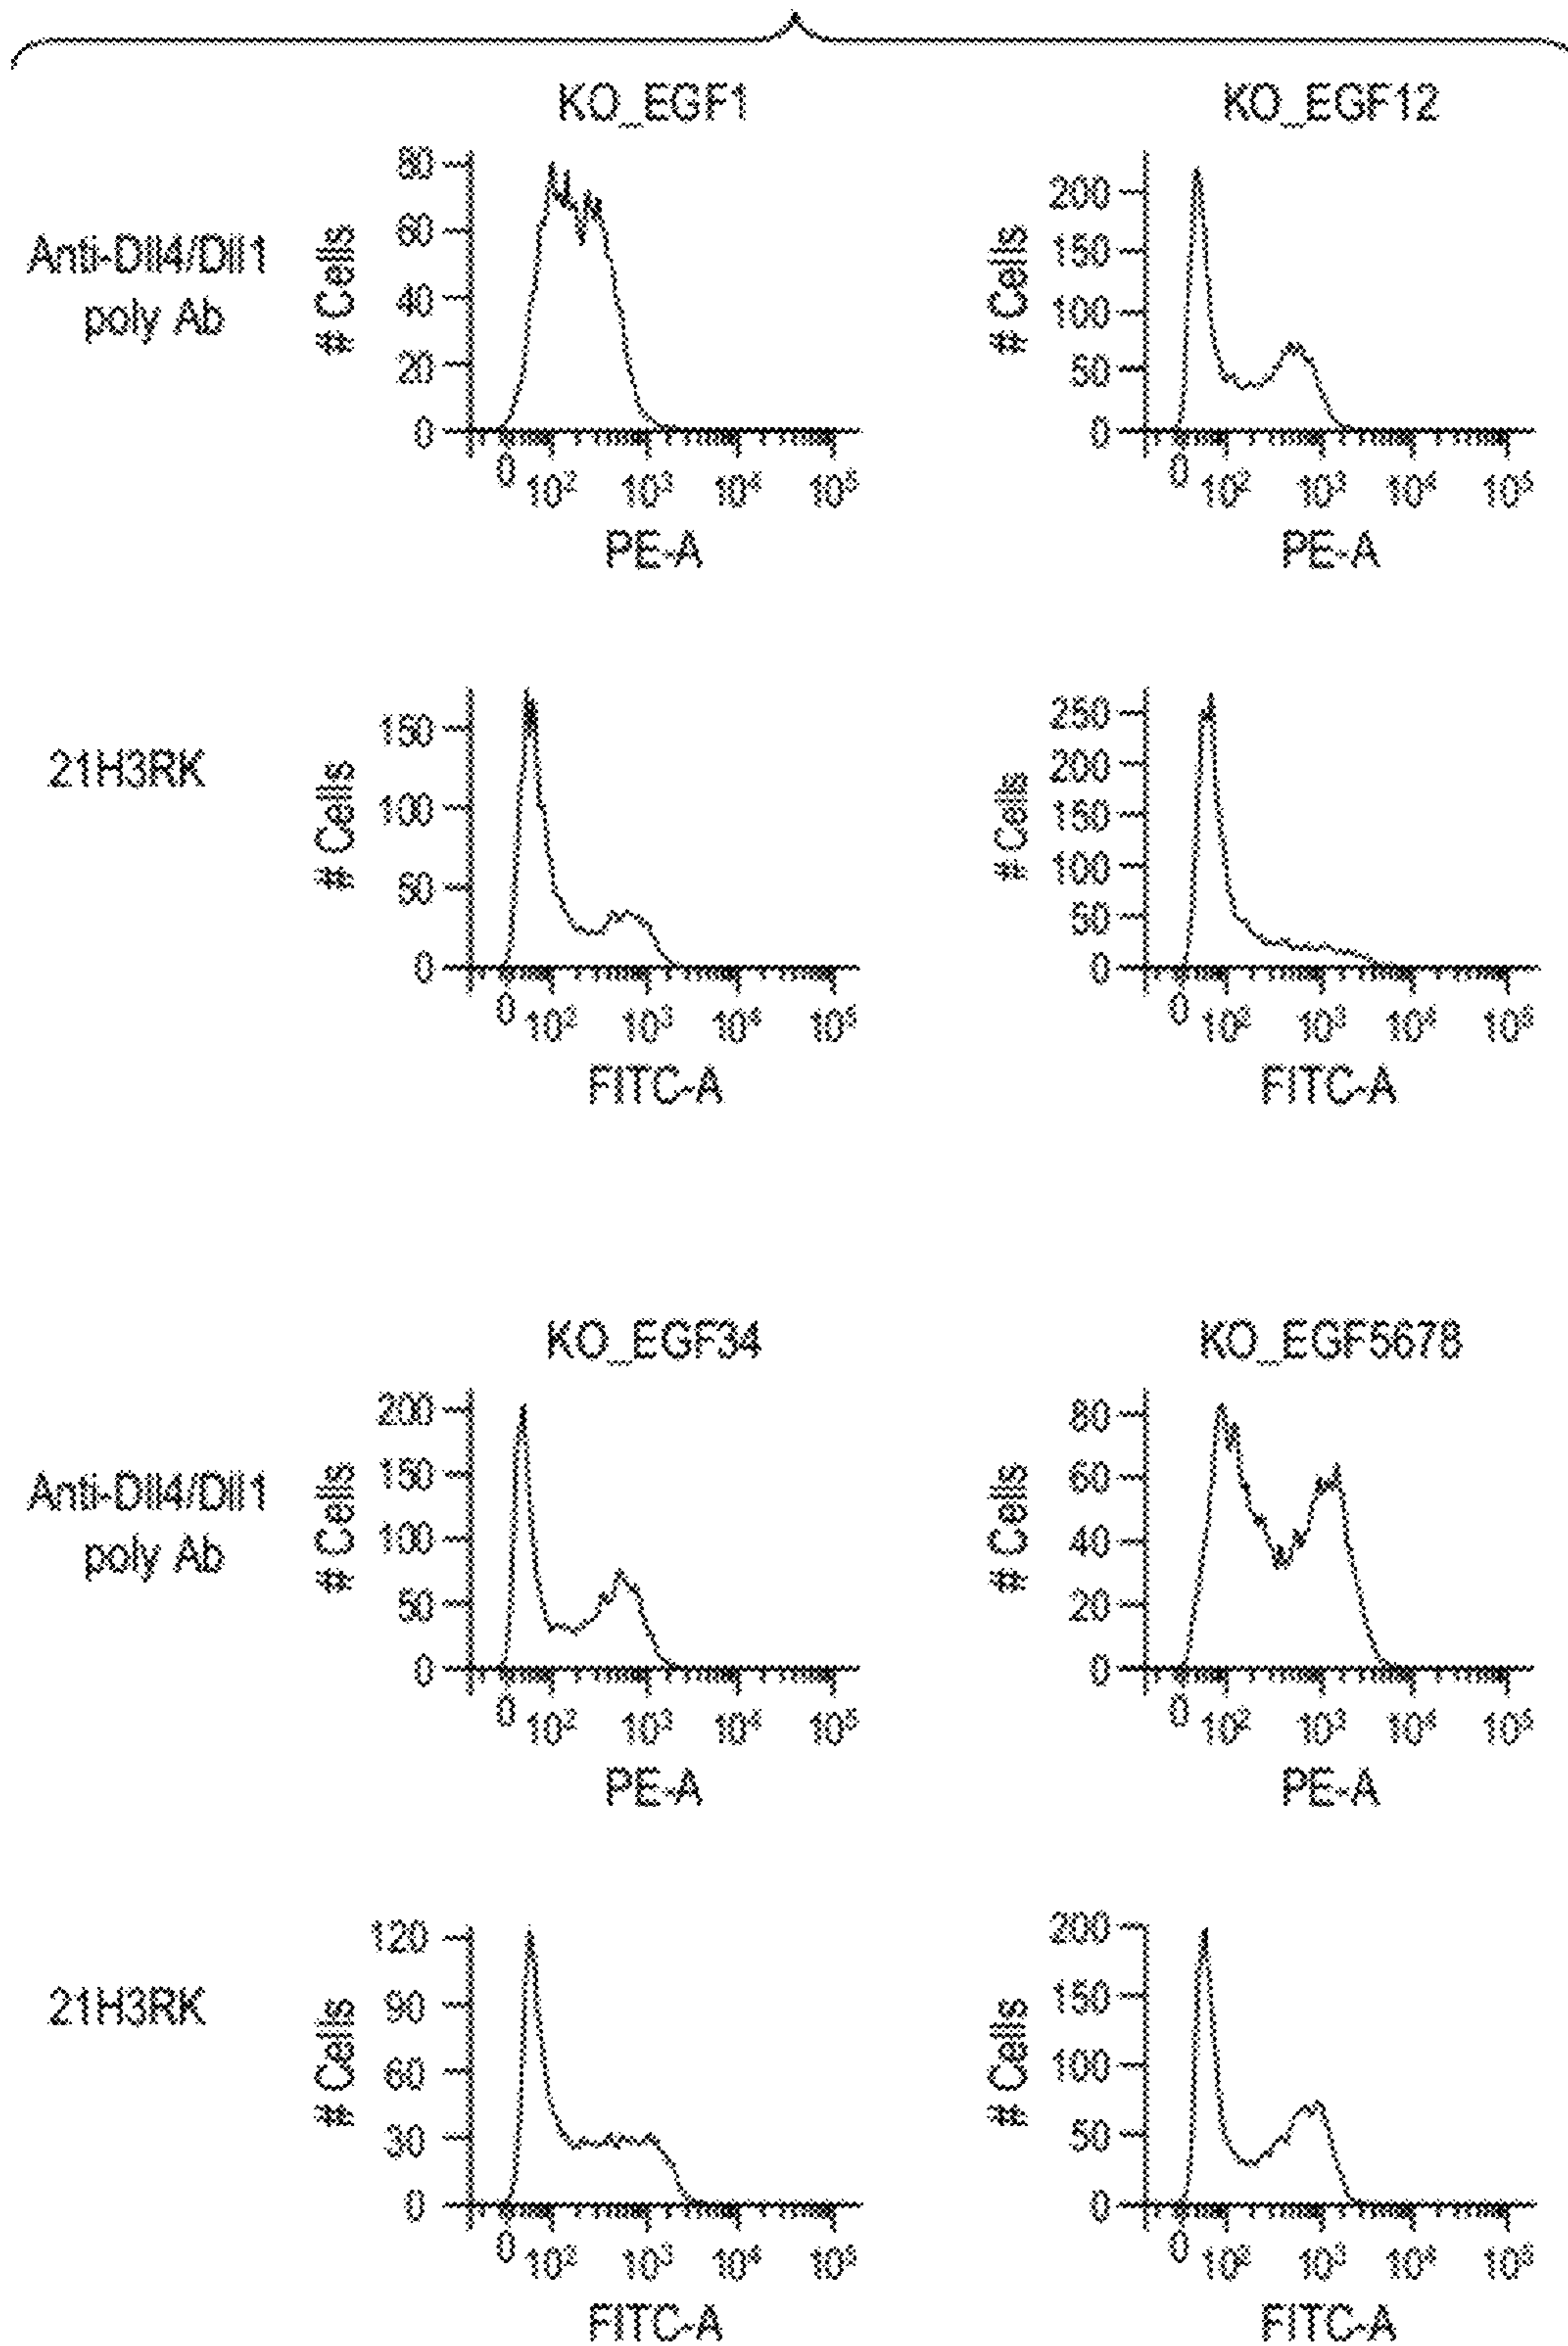 KO_EGF1
KO_EGF12
Anti-Dll4/Dll1
poly Ab
# Cells
80
60
40
20
0
0 10² 10³ 10⁴ 10⁵
PE-A
# Cells
200
150
100
50
0
0 10² 10³ 10⁴ 10⁵
PE-A
21H3RK
# Cells
150
100
50
0
0 10² 10³ 10⁴ 10⁵
FITC-A
# Cells
250
200
150
100
50
0
0 10² 10³ 10⁴ 10⁵
FITC-A
KO_EGF34
KO_EGF5678
Anti-Dll4/Dll1
poly Ab
# Cells
200
150
100
50
0
0 10² 10³ 10⁴ 10⁵
PE-A
# Cells
80
60
40
20
0
0 10² 10³ 10⁴ 10⁵
PE-A
21H3RK
# Cells
120
90
60
30
0
0 10² 10³ 10⁴ 10⁵
FITC-A
# Cells
200
150
100
50
0
0 10² 10³ 10⁴ 10⁵
FITC-A